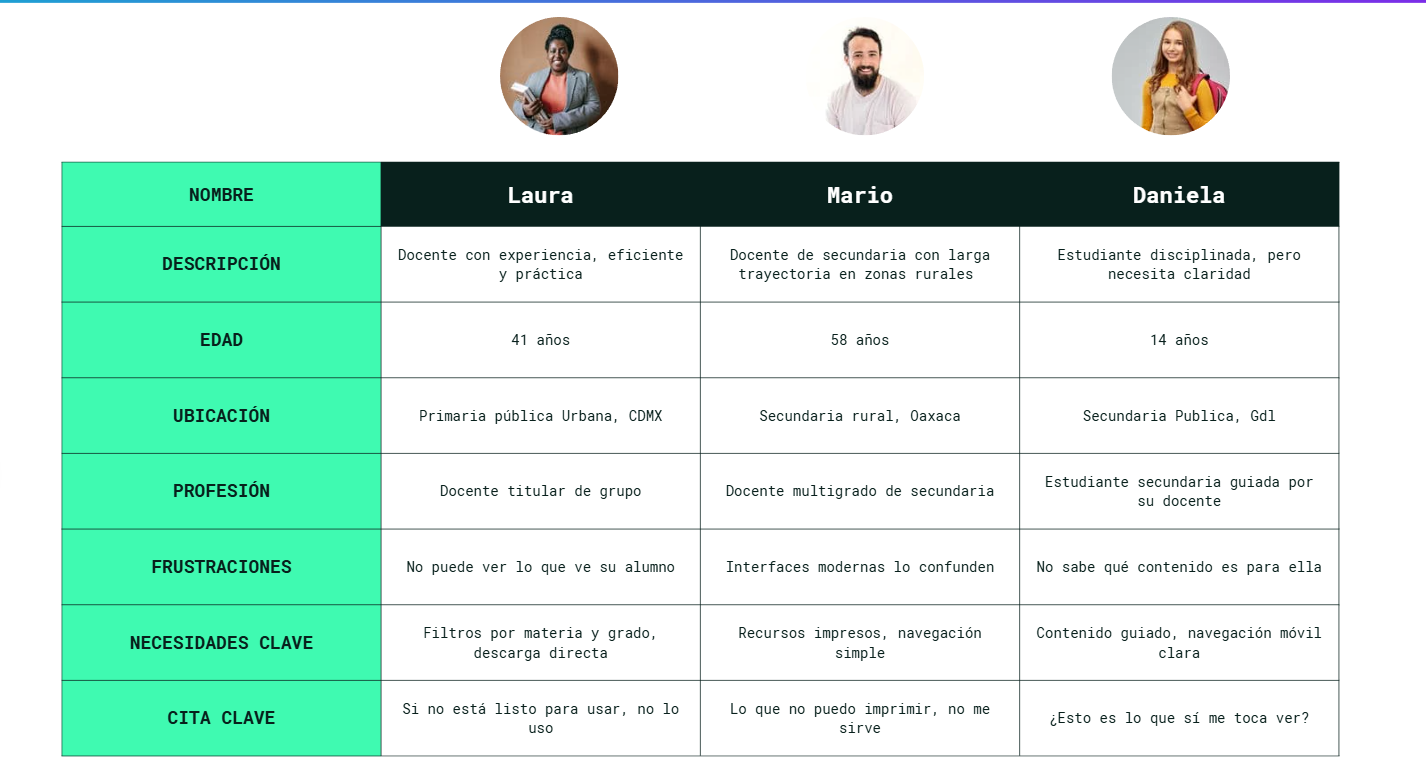 NOMBRE Laura Mario Daniela
DESCRIPCIÓN
Docente con experiencia, eficiente
y práctica
Docente de secundaria con larga
trayectoria en zonas rurales
Estudiante disciplinada, pero
necesita claridad
EDAD 41 años 58 años 14 años
UBICACIÓN Primaria pública Urbana, CDMX Secundaria rural, Oaxaca Secundaria Publica, Gdl
PROFESIÓN Docente titular de grupo Docente multigrado de secundaria
Estudiante secundaria guiada por
su docente
FRUSTRACIONES No puede ver lo que ve su alumno Interfaces modernas lo confunden No sabe qué contenido es para ella
NECESIDADES CLAVE
Filtros por materia y grado,
descarga directa
Recursos impresos, navegación
simple
Contenido guiado, navegación móvil
clara
CITA CLAVE
Si no está listo para usar, no lo
uso
Lo que no puedo imprimir, no me
sirve
¿Esto es lo que sí me toca ver?